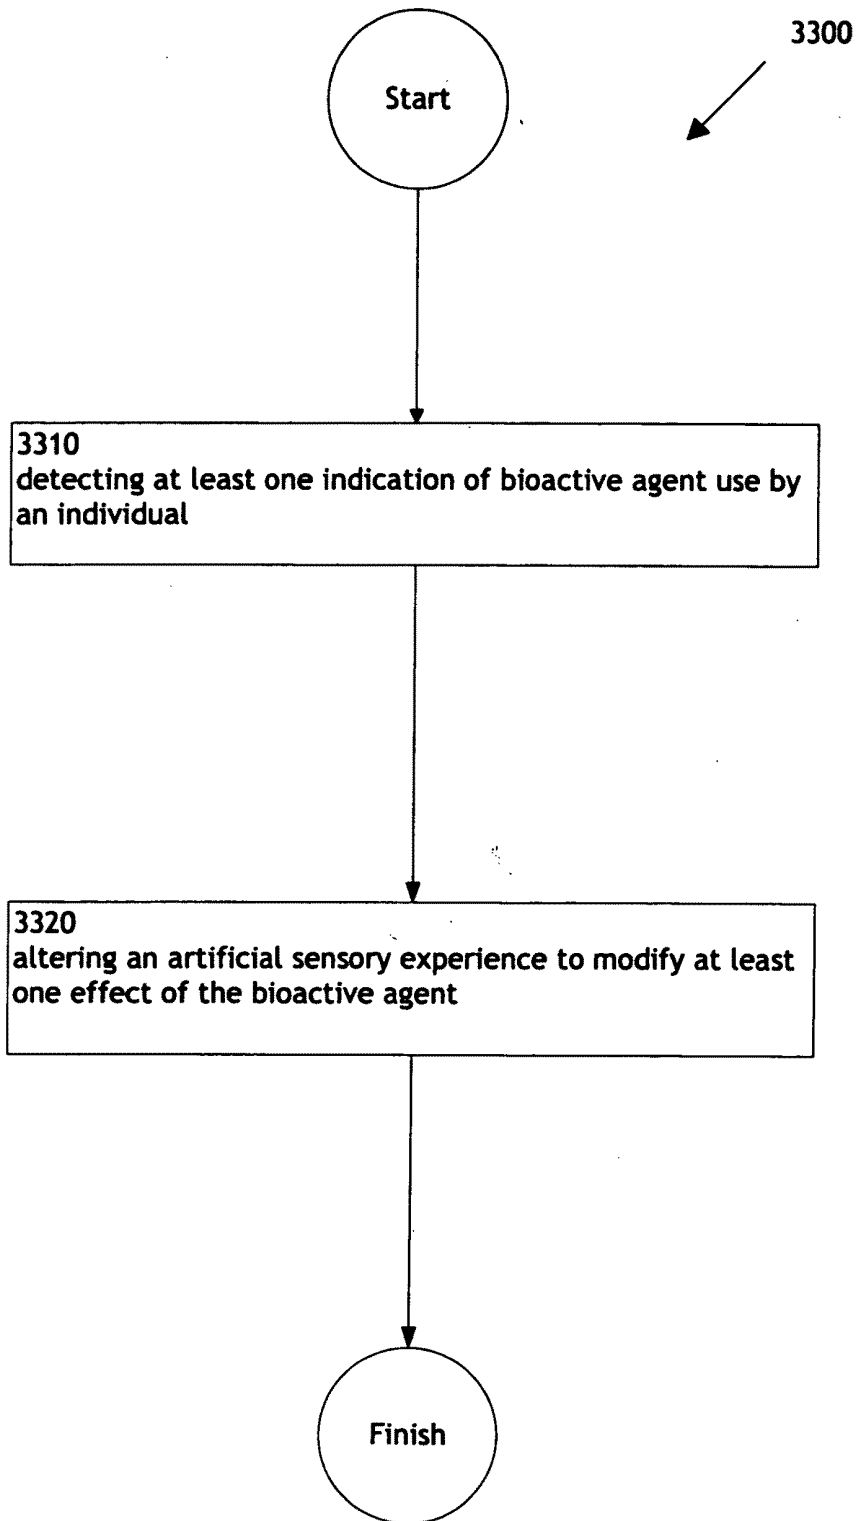 3300
Start
3310
detecting at least one indication of bioactive agent use by
an individual
3320
altering an artificial sensory experience to modify at least
one effect of the bioactive agent
Finish